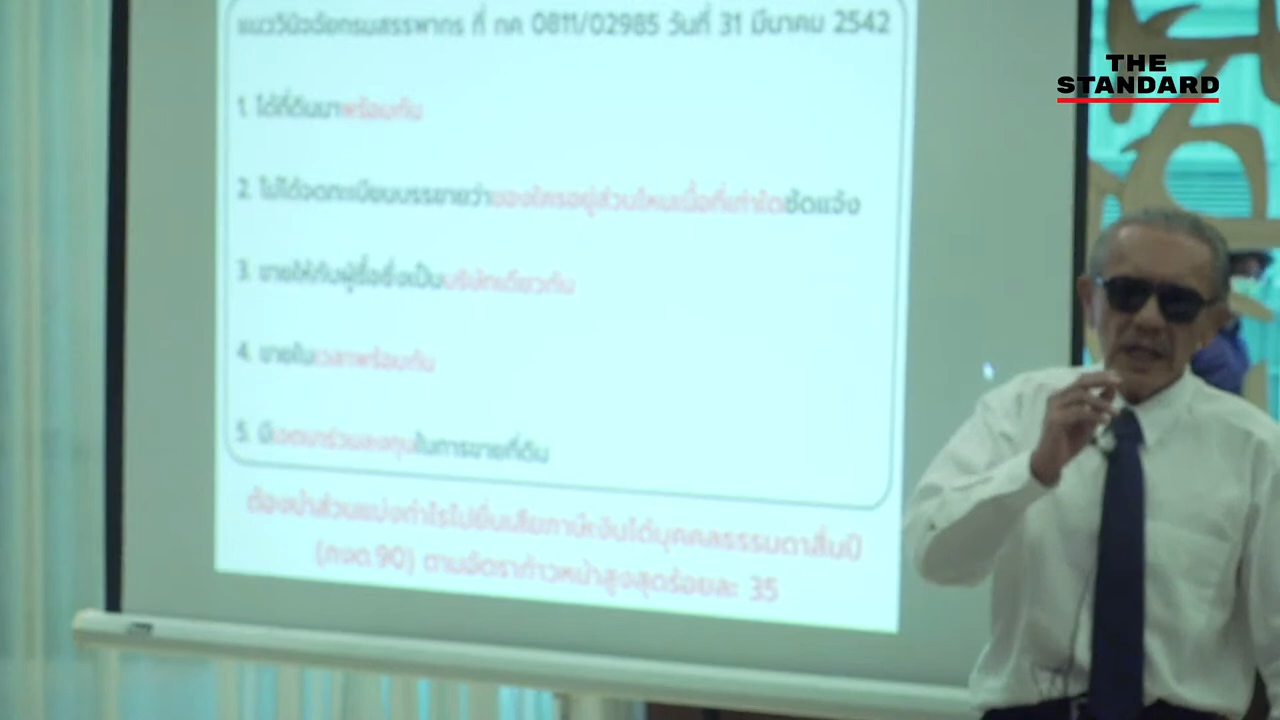 แนววินิจฉัยกรมสรรพากร ที่ กค 0811/02985 วันที่ 31 มีนาคม 2542
1. ได้ที่ดินมาพร้อมกัน
2. ไม่ได้จดทะเบียนบรรยายว่าของใครอยู่ส่วนไหนเนื้อที่เท่าใดชัดแจ้ง
3. ขายให้กับผู้ซื้อซึ่งเป็นบริษัทเดียวกัน
4. ขายในเวลาพร้อมกัน
5. มีเจตนาร่วมลงทุนในการขายที่ดิน
ต้องนำส่วนแบ่งกำไรไปยื่นเสียภาษีเงินได้บุคคลธรรมดาสิ้นปี
(ภงด 90) ตามอัตราก้าวหน้าสูงสุดร้อยละ 35
THE
STANDARD